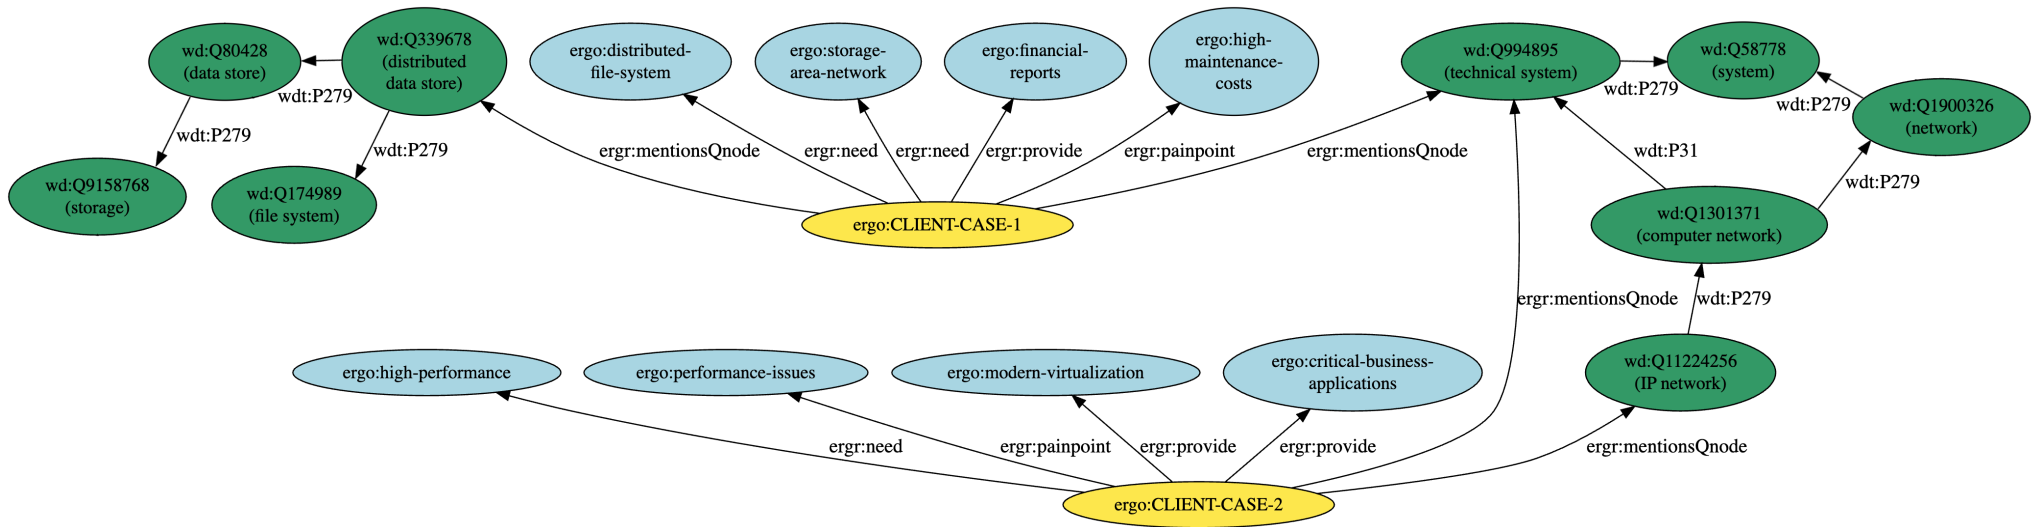 wd:Q80428
(data store)
wd:Q339678
(distributed
data store)
ergo:distributed-
file-system
ergo:storage-
area-network
ergo:financial-
reports
ergo:high-
maintenance-
costs
wd:Q994895
(technical system)
wd:Q58778
(system)
wdt:P279
wdt:P279
wdt:P279
wd:Q1900326
(network)
wdt:P279
wdt:P279
ergr:mentionsQnode
ergr:need
ergr:need
ergr:provide
ergr:painpoint
ergr:mentionsQnode
wdt:P31
wdt:P279
wd:Q9158768
(storage)
wd:Q174989
(file system)
ergo:CLIENT-CASE-1
wd:Q1301371
(computer network)
ergr:mentionsQnode
wdt:P279
ergo:high-performance
ergo:performance-issues
ergo:modern-virtualization
ergo:critical-business-
applications
wd:Q11224256
(IP network)
ergr:need
ergr:painpoint
ergr:provide
ergr:provide
ergr:mentionsQnode
ergo:CLIENT-CASE-2